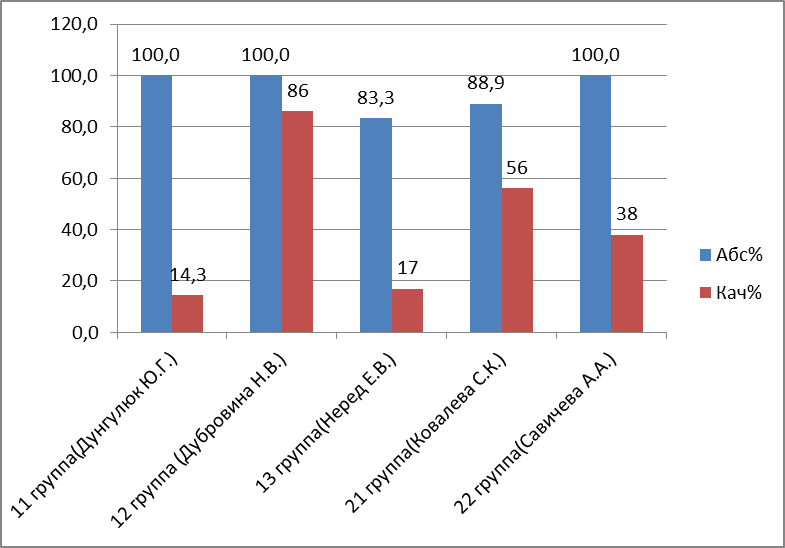 120,0
100,0
80,0
60,0
40,0
20,0
0,0
100,0
14,3
100,0
86
83,3
17
88,9
56
100,0
38
11 группа(Дунгулюк Ю.Г.)
12 группа (Дубровина Н.В.)
13 группа(Неред Е.В.)
21 группа(Ковалева С.К.)
22 группа(Савичева А.А.)
Абс%
Кач%